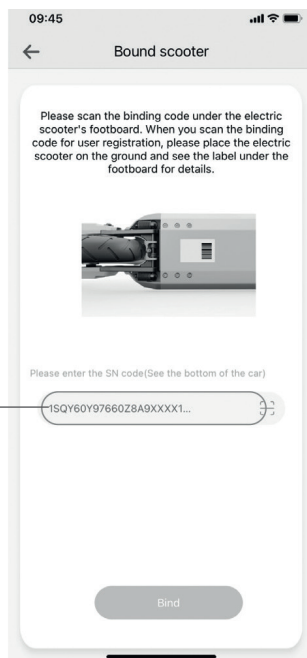 09:45
Bound scooter
Please scan the binding code under the electric
scooter's footboard. When you scan the binding
code for user registration, please place the electric
scooter on the ground and see the label under the
footboard for details.
Please enter the SN code(See the bottom of the car)
1SQY60Y97660Z8A9XXXX1...
Bind